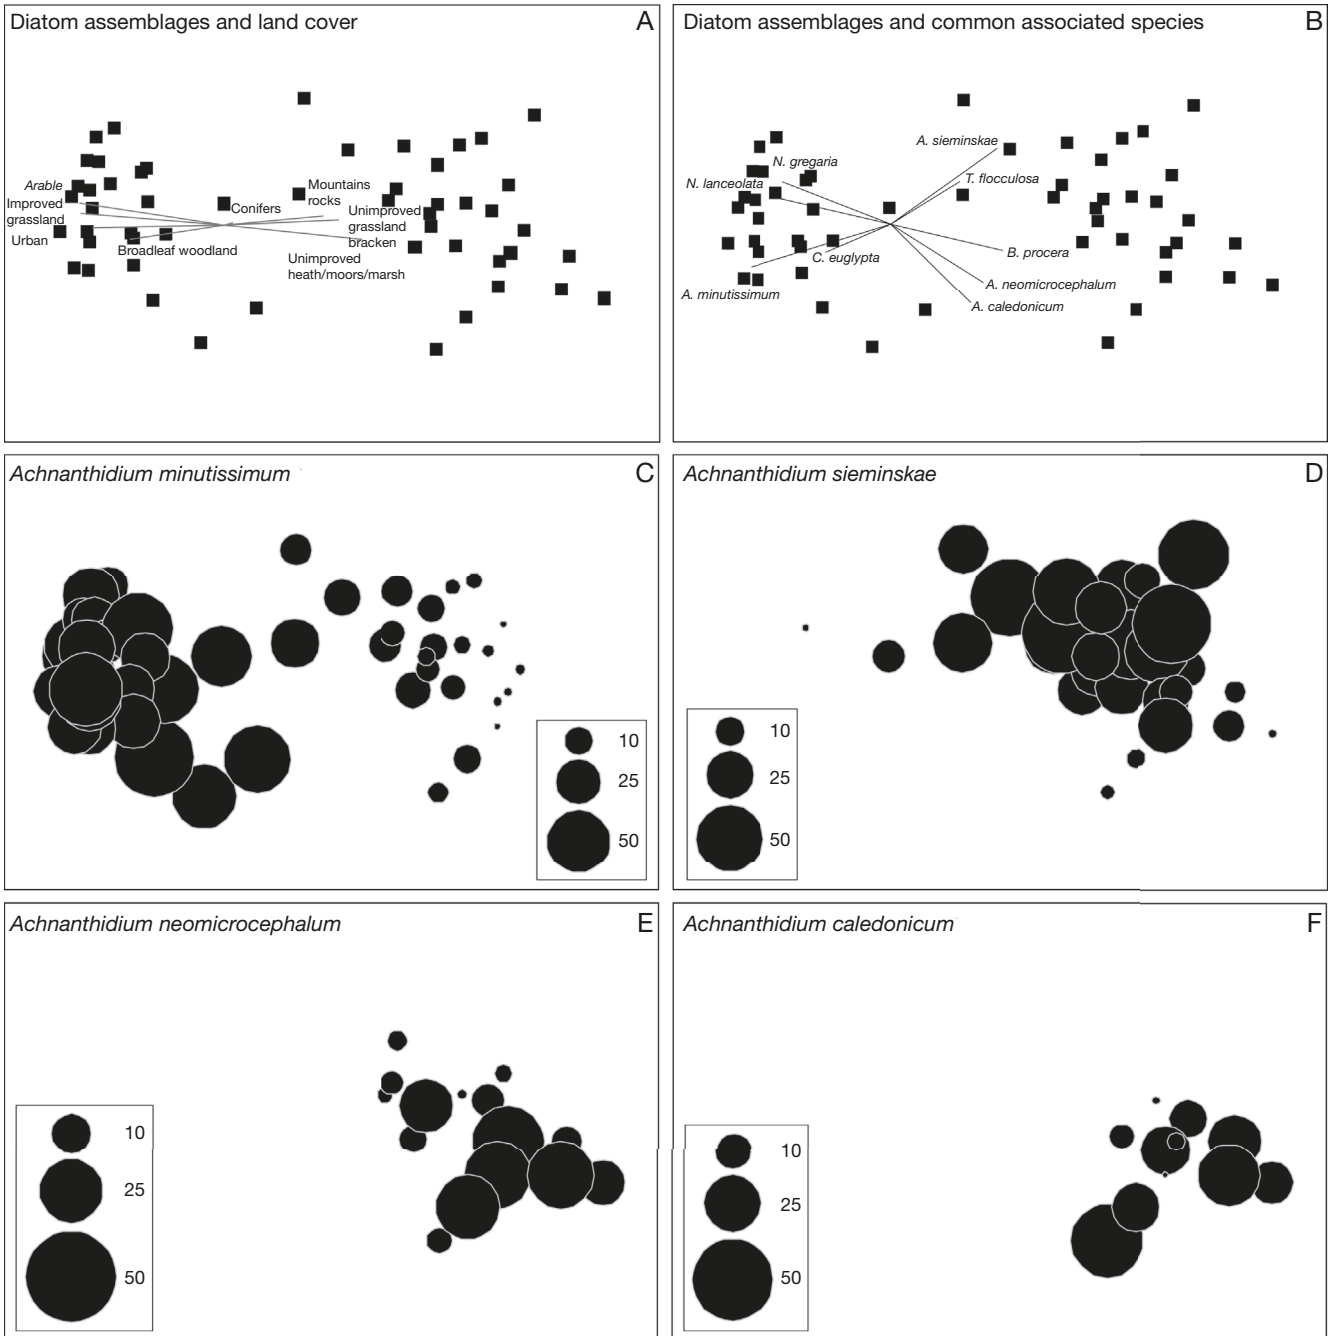 Diatom assemblages and land cover
A
Arable
Improved
grassland
Urban
Broadleaf woodland
Conifers
Mountains
rocks
Unimproved
grassland
bracken
Unimproved
heath/moors/marsh
Diatom assemblages and common associated species
B
A. sieminskae
N. gregaria
T. flocculosa
N. lanceolata
C. euglypta
B. procera
A. minutissimum
A. neomicrocephalum
A. caledonicum
Achnanthidium minutissimum
C
10
25
50
Achnanthidium sieminskae
D
10
25
50
Achnanthidium neomicrocephalum
E
10
25
50
Achnanthidium caledonicum
F
10
25
50